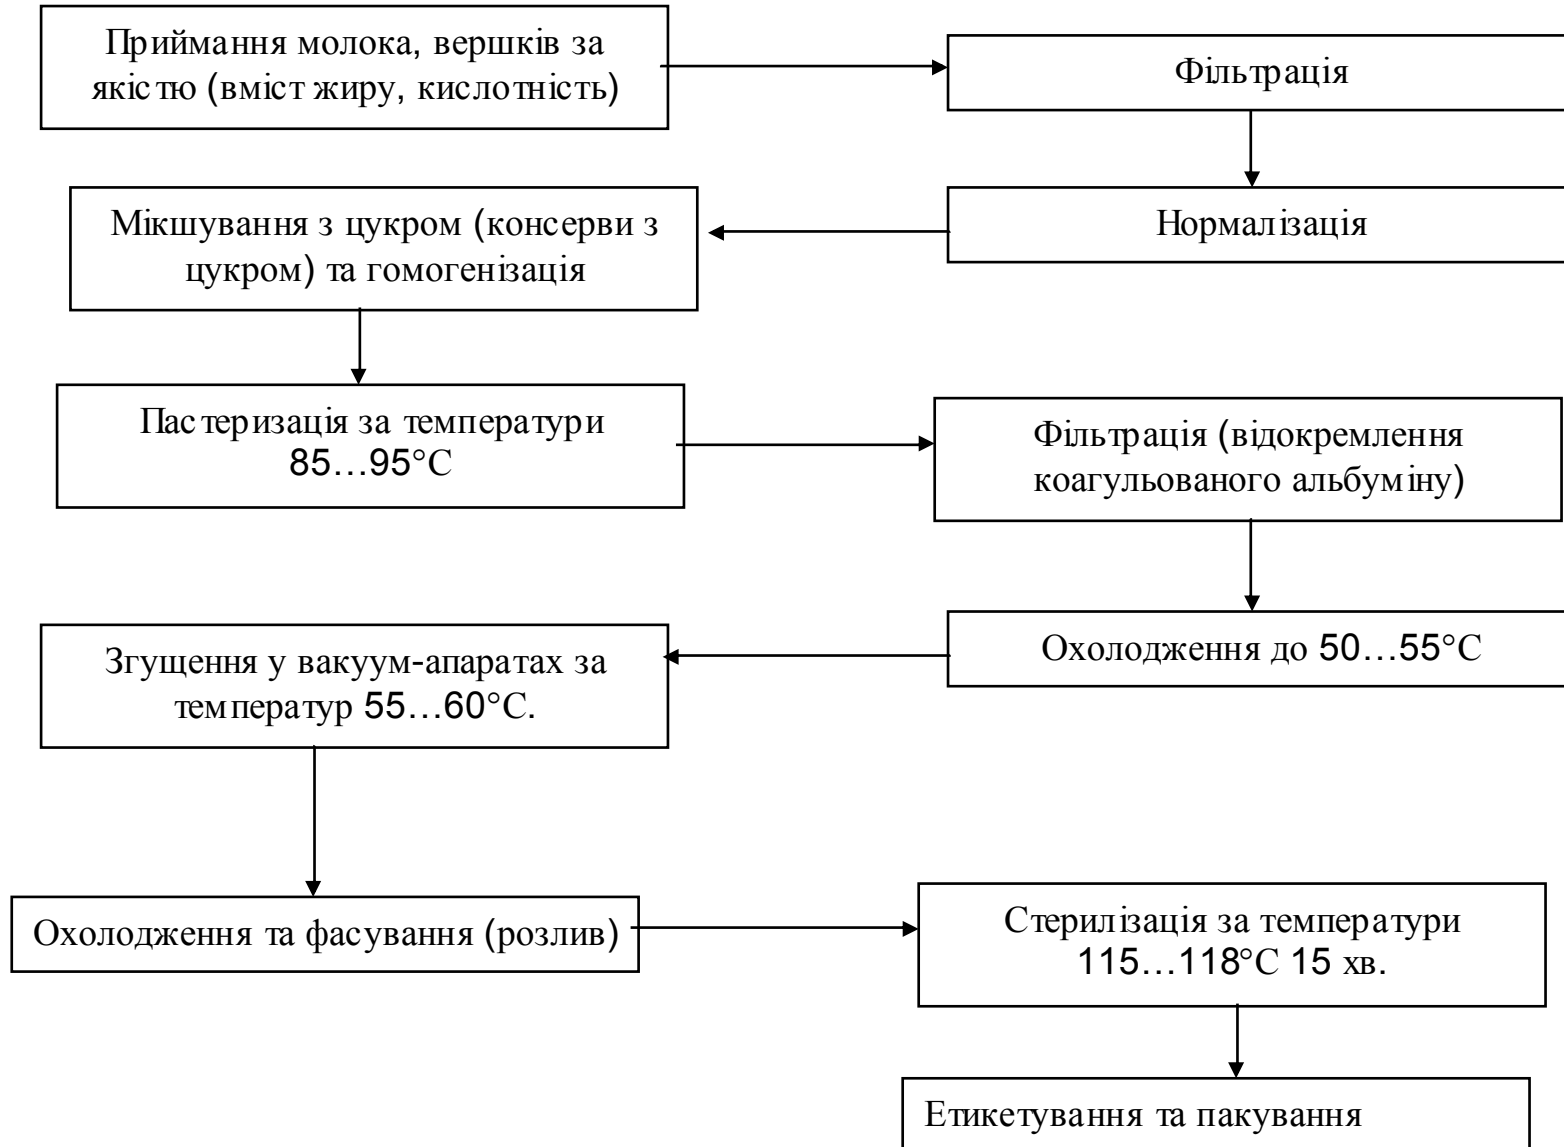 Приймання молока, вершків за
якістю (вміст жиру, кислотність)
Фільтрація
Нормалізація
Мікшування з цукром (консерви з
цукром) та гомогенізація
Пастеризація за температури
85…95°С
Фільтрація (відокремлення
коагульованого альбуміну)
Охолодження до 50…55°С
Згущення у вакуум-апаратах за
температур 55…60°С.
Охолодження та фасування (розлив)
Стерилізація за температури
115…118°С 15 хв.
Етикетування та пакування